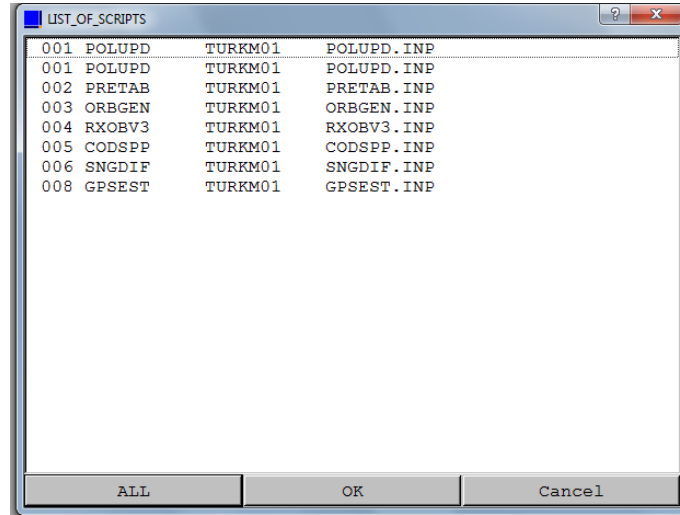 LIST_OF_SCRIPTS
001 POLUPD TURKM01 POLUPD.INP
001 POLUPD TURKM01 POLUPD.INP
002 PRETAB TURKM01 PRETAB.INP
003 ORBGEN TURKM01 ORBGEN.INP
004 RXOBV3 TURKM01 RXOBV3.INP
005 CODSPP TURKM01 CODSPP.INP
006 SNGDIF TURKM01 SNGDIF.INP
008 GPSEST TURKM01 GPSEST.INP
ALL OK Cancel